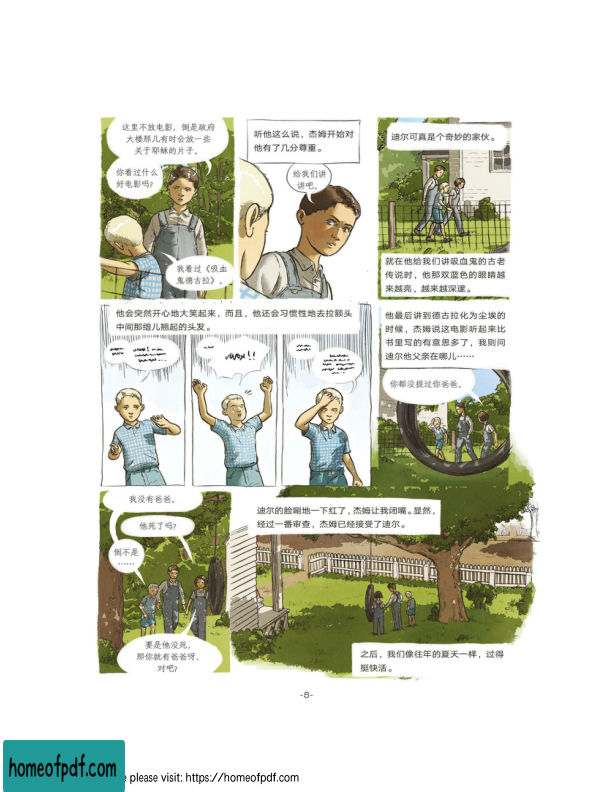 这里不放电影，倒是政府
大楼那儿有时会放一些
关于耶稣的片子。
你看过什么
好电影吗？
我看过《吸血
鬼德古拉》。
听他这么说，杰姆开始对
他有了几分尊重。
给我们讲
讲吧。
迪尔可真是个奇妙的家伙。
就在他给我们讲吸血鬼的古老
传说时，他那双蓝色的眼睛越
来越亮，越来越深邃。
他会突然开心地大笑起来，而且，他还会习惯性地去拉额头
中间那绺儿翘起的头发。
他最后讲到德古拉化为尘埃的
时候，杰姆说这电影听起来比
书里写的有意思多了，我则问
迪尔他父亲在哪儿……
你都没提过你爸爸。
我没有爸爸。
他死了吗？
倒不是
……
要是他没死，
那你就有爸爸呀，
对吧？
迪尔的脸唰地一下红了，杰姆让我闭嘴。显然，
经过一番审查，杰姆已经接受了迪尔。
之后，我们像往年的夏天一样，过得
挺快活。
-8-
homeofpdf.com
please visit: https://homeofpdf.com